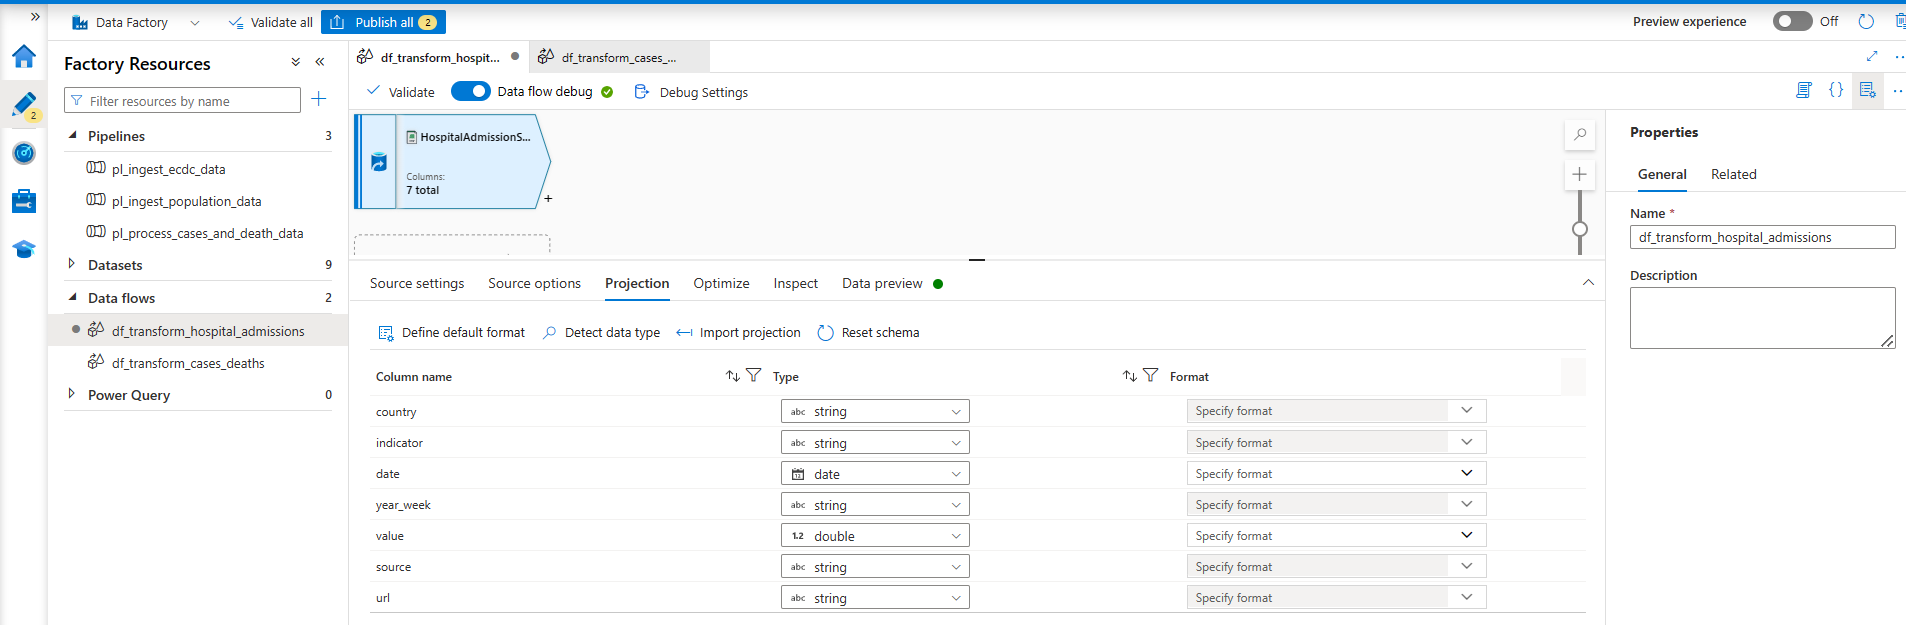 Data Factory
Validate all
Publish all 2
Preview experience
Off
Factory Resources
Filter resources by name
2
Pipelines 3
pl_ingest_ecdc_data
pl_ingest_population_data
pl_process_cases_and_death_data
Datasets 9
Data flows 2
df_transform_hospital_admissions
df_transform_cases_deaths
Power Query 0
df_transform_hospit...
df_transform_cases_...
Validate
Data flow debug
Debug Settings
HospitalAdmissionS...
Columns:
7 total
Source settings
Source options
Projection
Optimize
Inspect
Data preview
Define default format
Detect data type
Import projection
Reset schema
Column name Type Format
country abc string Specify format
indicator abc string Specify format
date 12 date Specify format
year_week abc string Specify format
value 1.2 double Specify format
source abc string Specify format
url abc string Specify format
Properties
General
Related
Name *
df_transform_hospital_admissions
Description